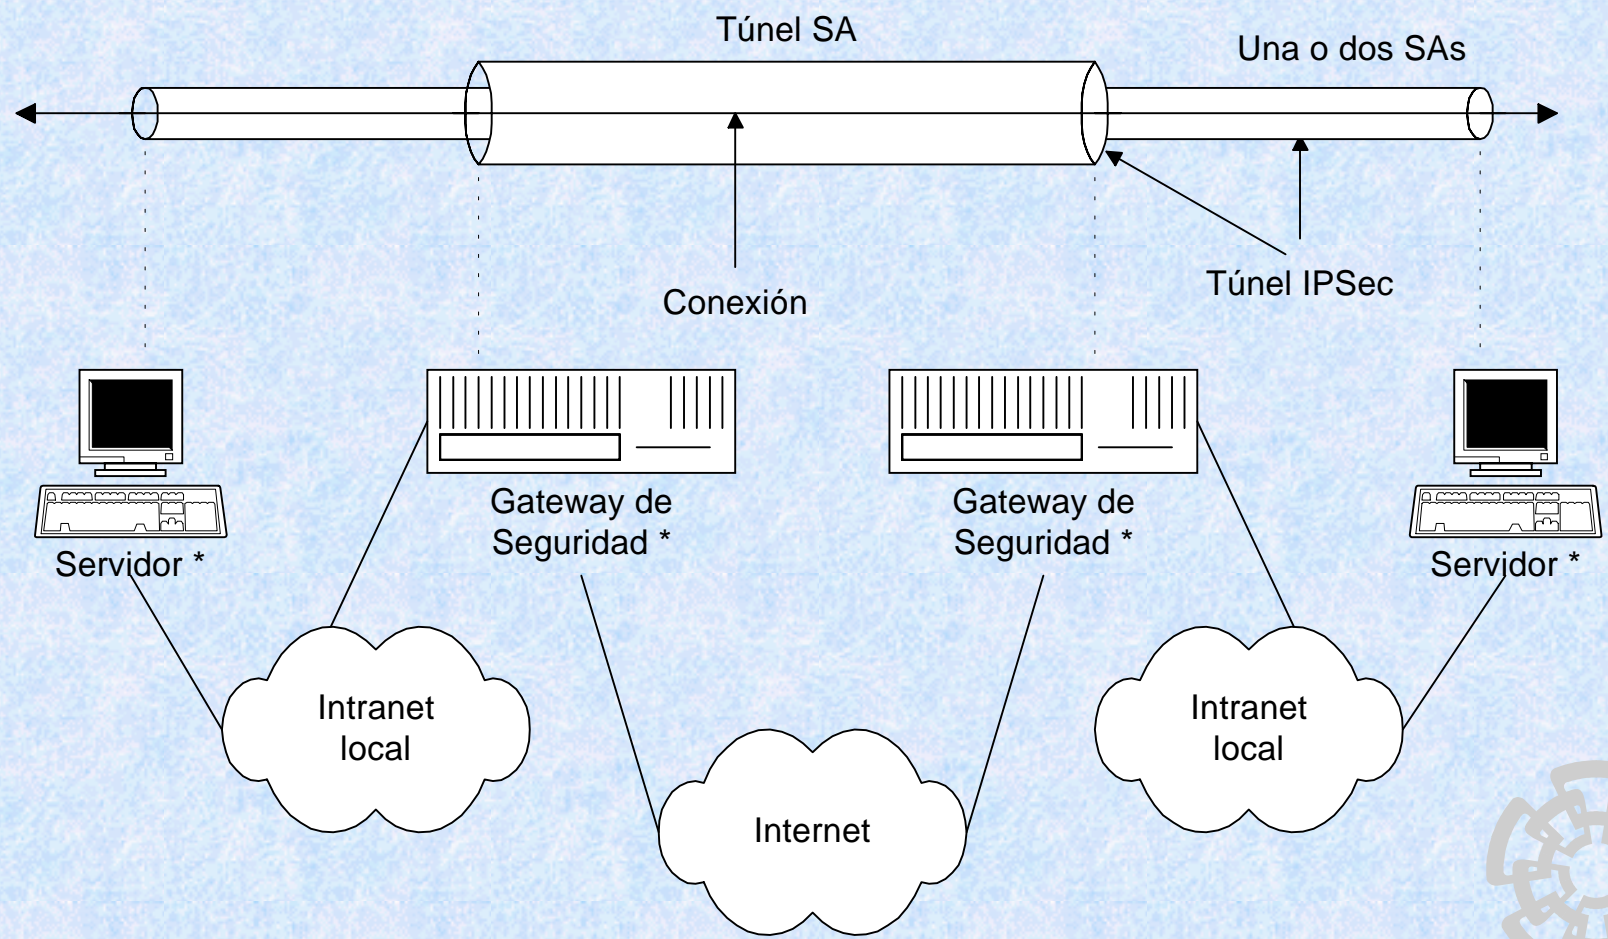 Túnel SA
Una o dos SAs
Conexión
Túnel IPSec
Gateway de
Seguridad *
Gateway de
Seguridad *
Servidor *
Servidor *
Intranet
local
Intranet
local
Internet